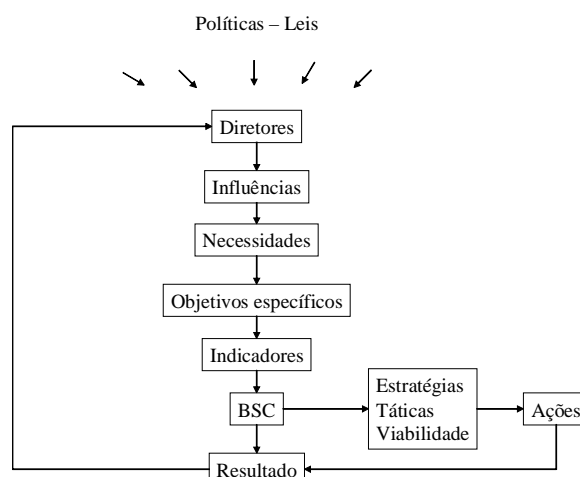 Políticas – Leis
Diretores
Influências
Necessidades
Objetivos específicos
Indicadores
BSC
Estratégias
Táticas
Viabilidade
Ações
Resultado